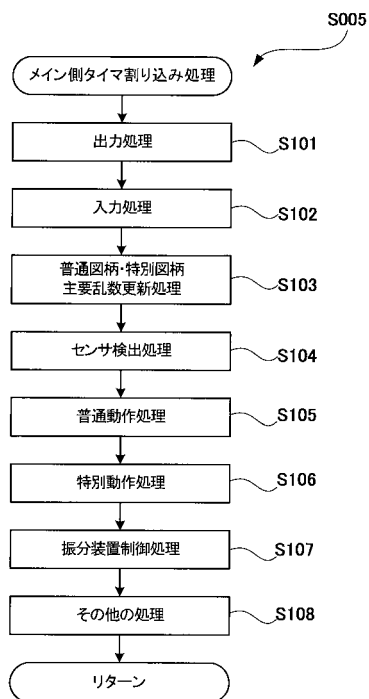 S005
メイン側タイマ割り込み処理
出力処理
S101
入力処理
S102
普通図柄・特別図柄
主要乱数更新処理
S103
センサ検出処理
S104
普通動作処理
S105
特別動作処理
S106
振分装置制御処理
S107
その他の処理
S108
リターン